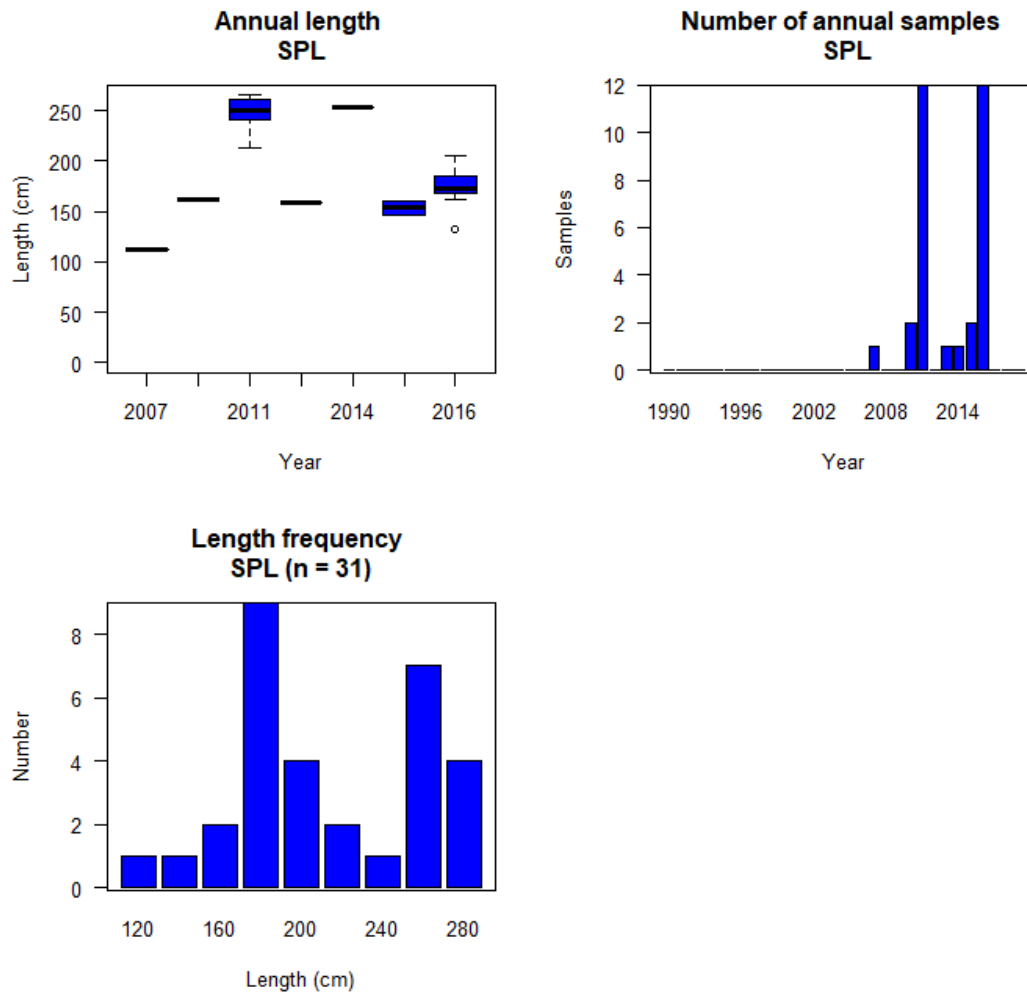 Annual length
SPL
250
200
150
100
50
0
Length (cm)
2007
2011
2014
2016
Year
Number of annual samples
SPL
12
10
8
6
4
2
0
Samples
1990
1996
2002
2008
2014
Year
Length frequency
SPL (n = 31)
8
6
4
2
0
Number
120
160
200
240
280
Length (cm)